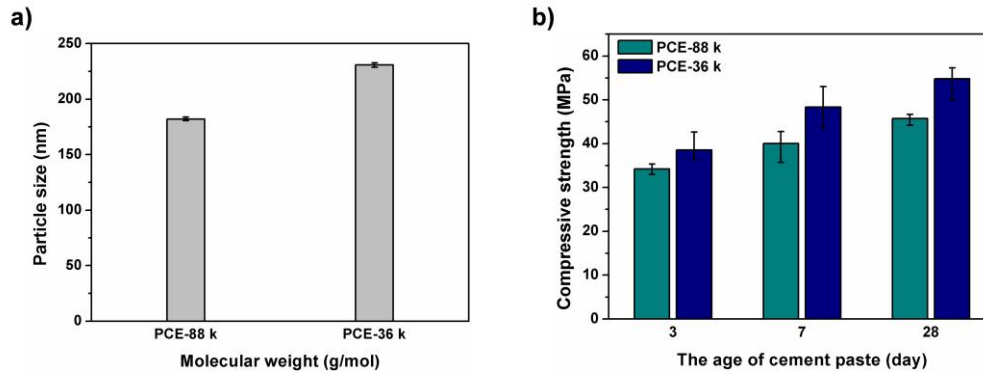 a)
250
200
150
100
50
0
Particle size (nm)
PCE-88 k
PCE-36 k
Molecular weight (g/mol)
b)
PCE-88 k
PCE-36 k
60
50
40
30
20
10
0
Compressive strength (MPa)
3
7
28
The age of cement paste (day)